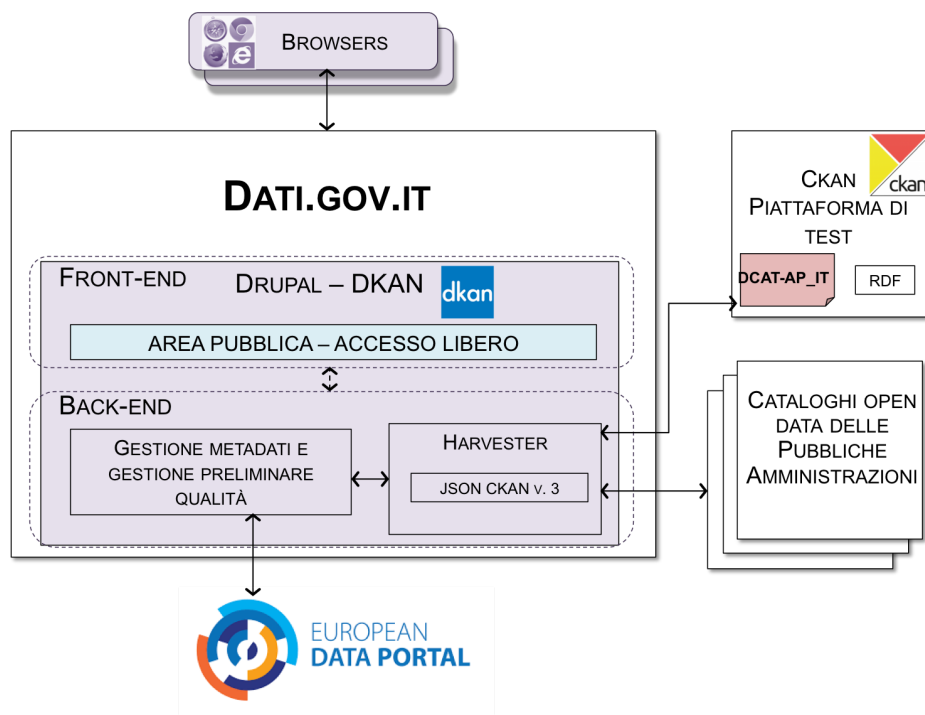 BROWSERS
DATI.GOV.IT
FRONT-END
DRUPAL – DKAN
dkan
AREA PUBBLICA – ACCESSO LIBERO
BACK-END
GESTIONE METADATI E
GESTIONE PRELIMINARE
QUALITÀ
HARVESTER
JSON CKAN V. 3
CKAN
PIATTAFORMA DI
TEST
ckan
DCAT-AP_IT
RDF
CATALOGHI OPEN
DATA DELLE
PUBBLICHE
AMMINISTRAZIONI
EUROPEAN
DATA PORTAL